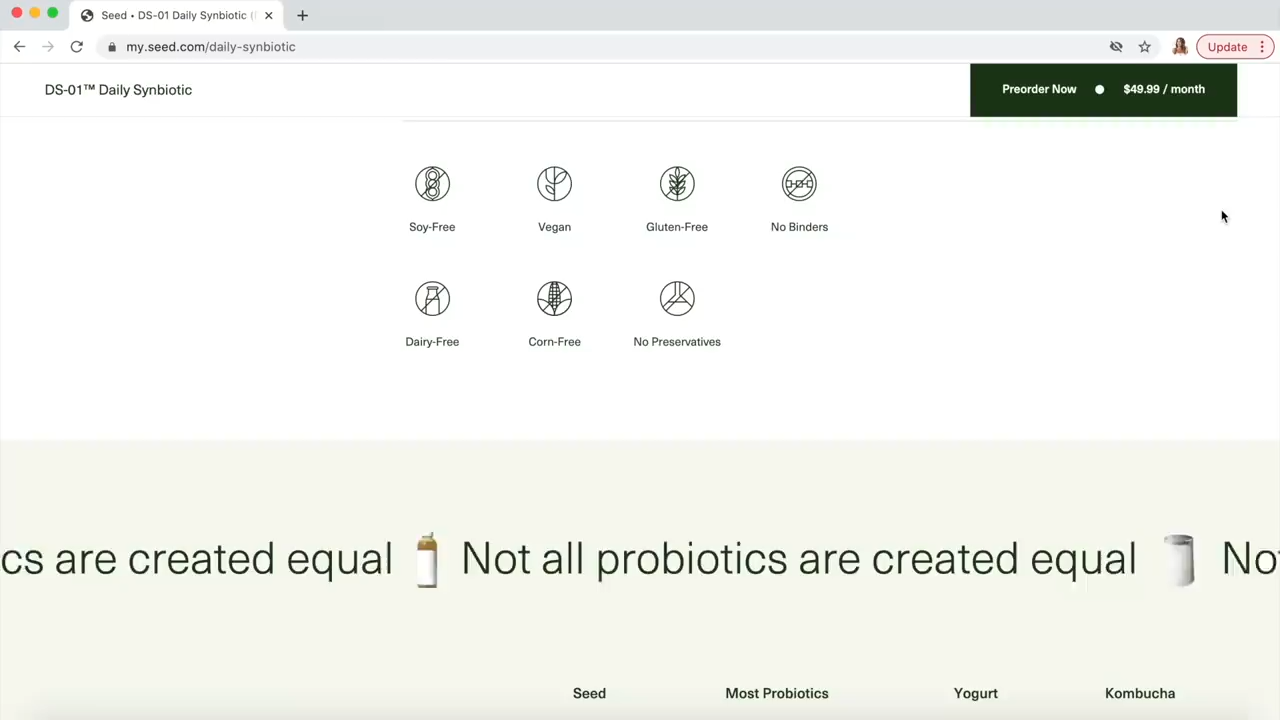 Seed • DS-01 Daily Synbiotic (
my.seed.com/daily-synbiotic
Update
DS-01™ Daily Synbiotic
Preorder Now
$49.99 / month
Soy-Free
Vegan
Gluten-Free
No Binders
Dairy-Free
Corn-Free
No Preservatives
cs are created equal Not all probiotics are created equal No
Seed
Most Probiotics
Yogurt
Kombucha